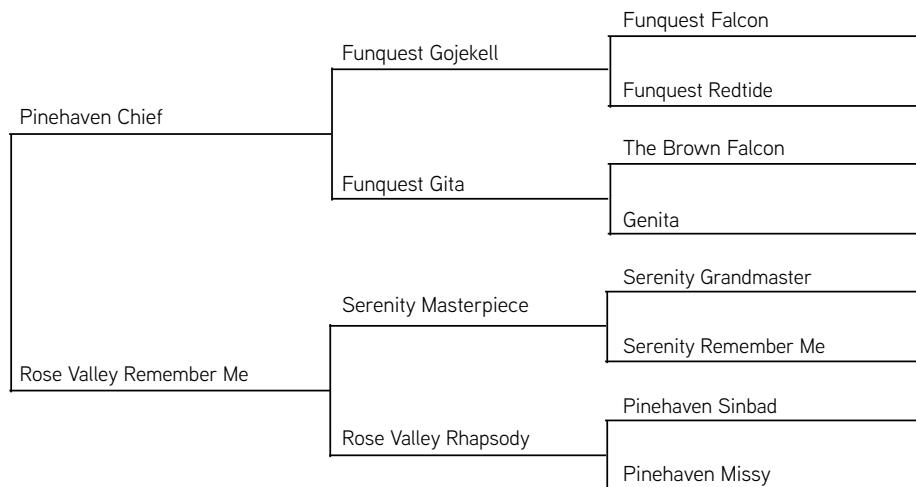 Funquest Falcon
Funquest Gojekell
Funquest Redtide
Pinehaven Chief
The Brown Falcon
Funquest Gita
Genita
Serenity Grandmaster
Serenity Masterpiece
Serenity Remember Me
Rose Valley Remember Me
Pinehaven Sinbad
Rose Valley Rhapsody
Pinehaven Missy